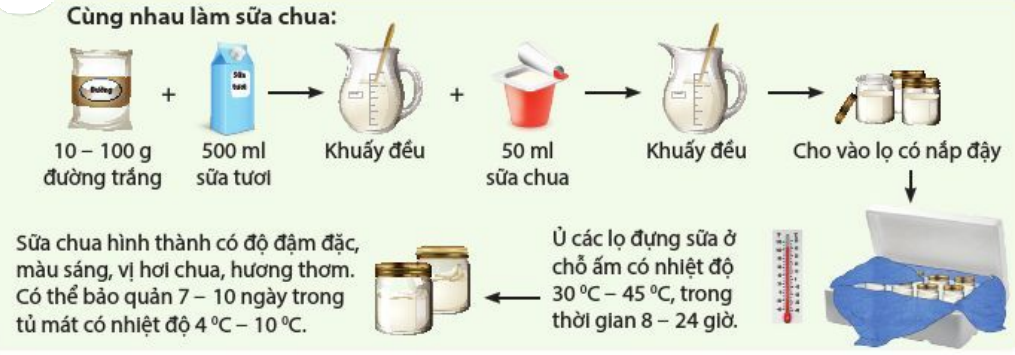 Cùng nhau làm sữa chua:
Đường
Sữa
tươi
+
+
10 – 100 g
đường trắng
500 ml
sữa tươi
Khuấy đều
50 ml
sữa chua
Khuấy đều
Cho vào lọ có nắp đậy
Ủ các lọ đựng sữa ở
chỗ ấm có nhiệt độ
30 ⁰C – 45 ⁰C, trong
thời gian 8 – 24 giờ.
Sữa chua hình thành có độ đậm đặc,
màu sáng, vị hơi chua, hương thơm.
Có thể bảo quản 7 – 10 ngày trong
tủ mát có nhiệt độ 4 ⁰C – 10 ⁰C.